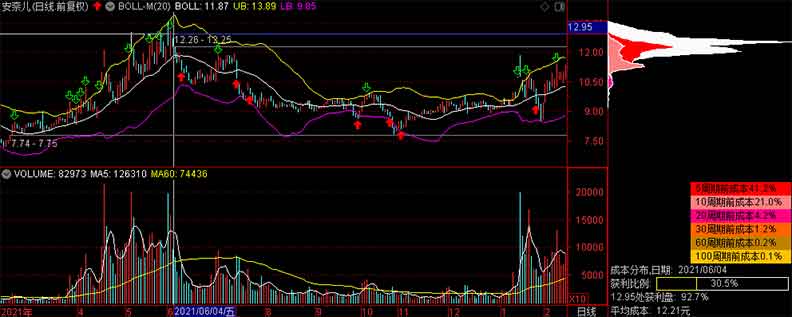 安奈儿(日线.前复权) BOLL-M(20) BOLL: 11.87 UB: 13.89 LB: 9.85
12.95
12.26 - 12.25
12.00
10.50
9.00
7.74 - 7.75
7.50
VOLUME: 82973 MA5: 126310 MA60: 74436
20000
15000
10000
5000
X10
2021年 4 5 6 2021/06/04/五 8 9 10 11 12 1 2 日线
5周期前成本41.2%
10周期前成本21.0%
20周期前成本4.2%
30周期前成本1.2%
60周期前成本0.2%
100周期前成本0.1%
成本分布,日期: 2021/06/04
获利比例: 30.5%
12.95处获利盘: 92.7%
平均成本: 12.21元